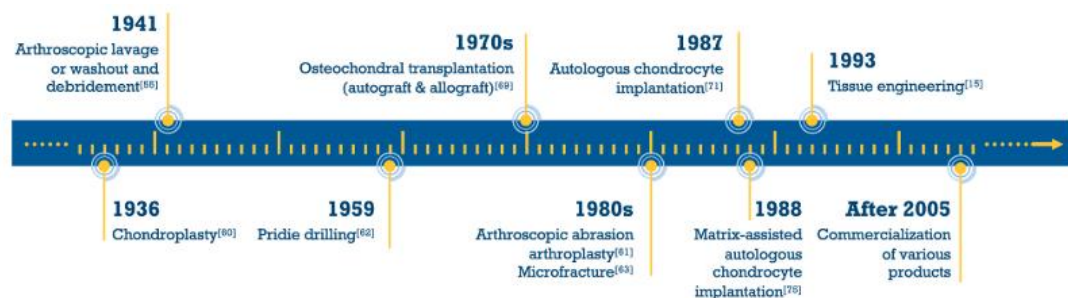 1941
Arthroscopic lavage
or washout and
debridement[55]
1970s
Osteochondral transplantation
(autograft & allograft)[69]
1987
Autologous chondrocyte
implantation[71]
1993
Tissue engineering[15]
1936
Chondroplasty[60]
1959
Pridie drilling[62]
1980s
Arthroscopic abrasion
arthroplasty[61]
Microfracture[63]
1988
Matrix-assisted
autologous
chondrocyte
implantation[75]
After 2005
Commercialization
of various
products